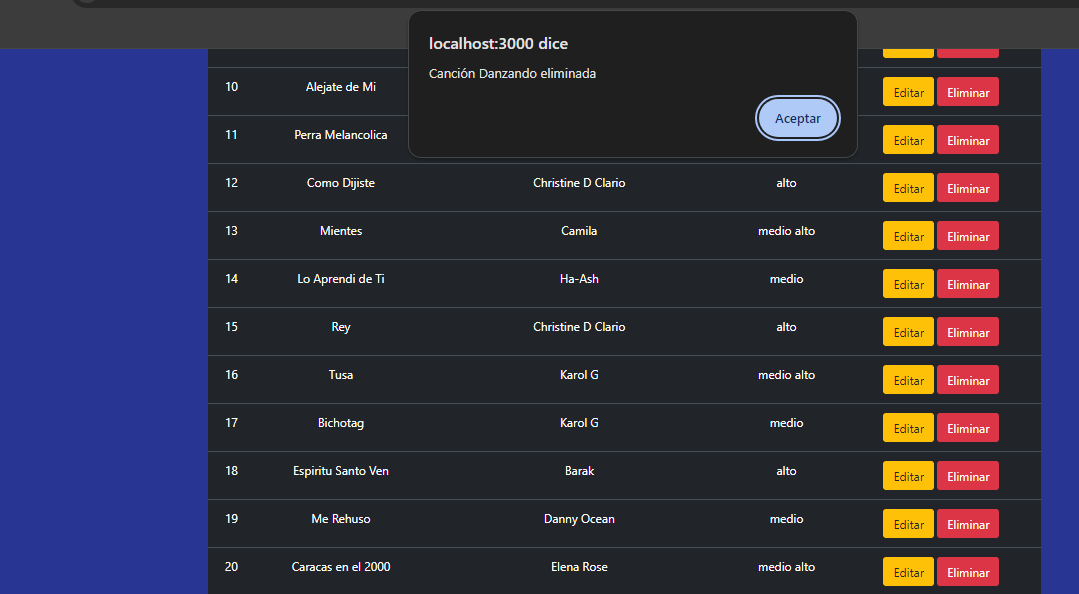 localhost:3000 dice
Canción Danzando eliminada
Aceptar
10 Alejate de Mi Editar Eliminar
11 Perra Melancolica Editar Eliminar
12 Como Dijiste Christine D Clario alto Editar Eliminar
13 Mientes Camila medio alto Editar Eliminar
14 Lo Aprendi de Ti Ha-Ash medio Editar Eliminar
15 Rey Christine D Clario alto Editar Eliminar
16 Tusa Karol G medio alto Editar Eliminar
17 Bichotag Karol G medio Editar Eliminar
18 Espiritu Santo Ven Barak alto Editar Eliminar
19 Me Rehuso Danny Ocean medio Editar Eliminar
20 Caracas en el 2000 Elena Rose medio alto Editar Eliminar